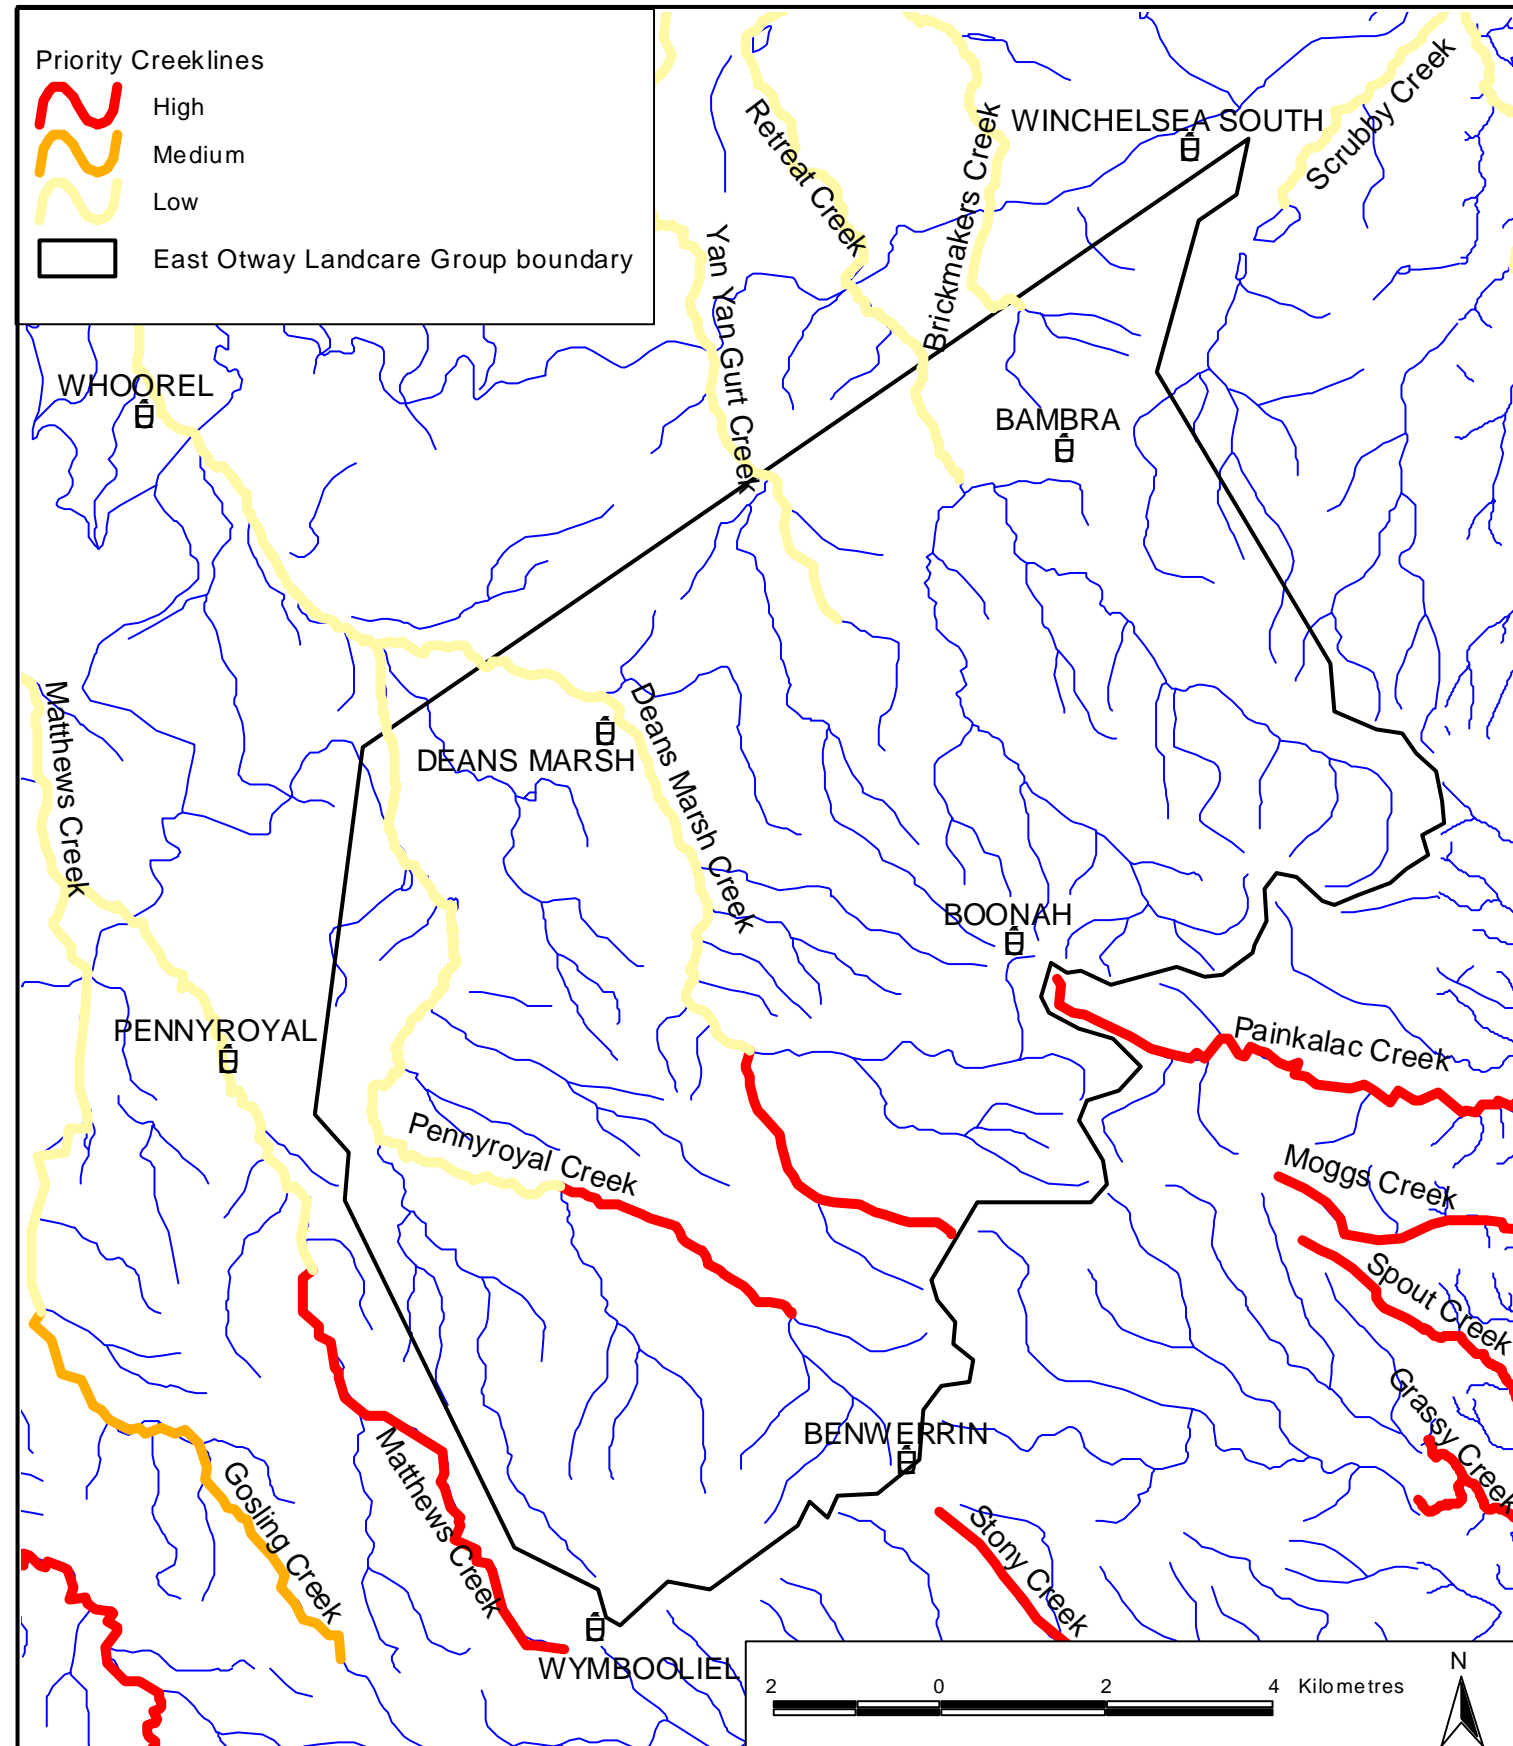 Priority Creeklines
High
Medium
Low
East Otway Landcare Group boundary
WINCHELSEA SOUTH
Scrubby Creek
Retreat Creek
Brickmakers Creek
Yan Yan Gurt Creek
WHOOREL
BAMBRA
Matthews Creek
DEANS MARSH
Deans Marsh Creek
BOONAH
PENNYROYAL
Painkalac Creek
Pennyroyal Creek
Moggs Creek
Spout Creek
Grassy Creek
BENWERRIN
Matthews Creek
Gosling Creek
Stony Creek
WYMBOOLIEL
2 0 2 4 Kilometres
N